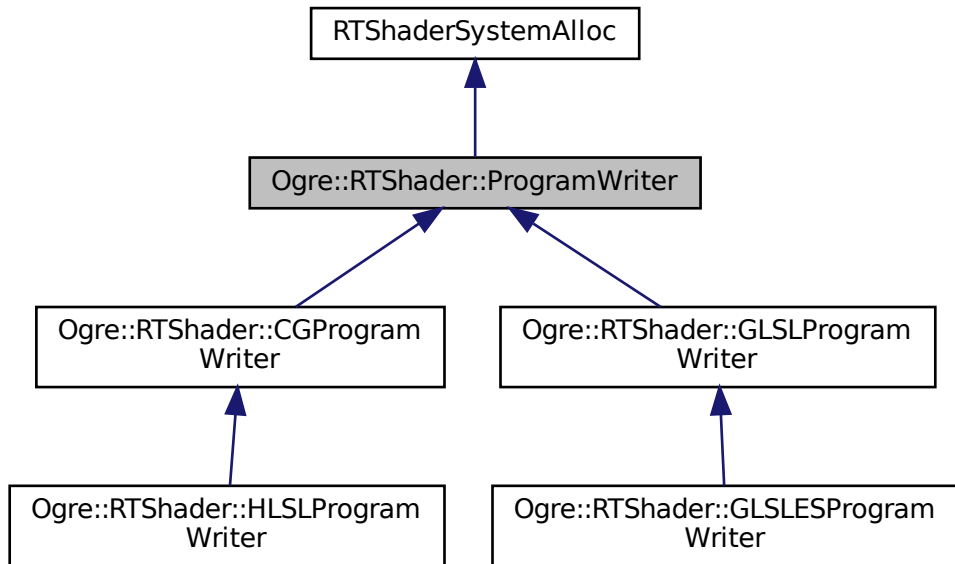 RTShaderSystemAlloc
Ogre::RTShader::ProgramWriter
Ogre::RTShader::CGProgram
Writer
Ogre::RTShader::GLSLProgram
Writer
Ogre::RTShader::HLSLProgram
Writer
Ogre::RTShader::GLSLESProgram
Writer